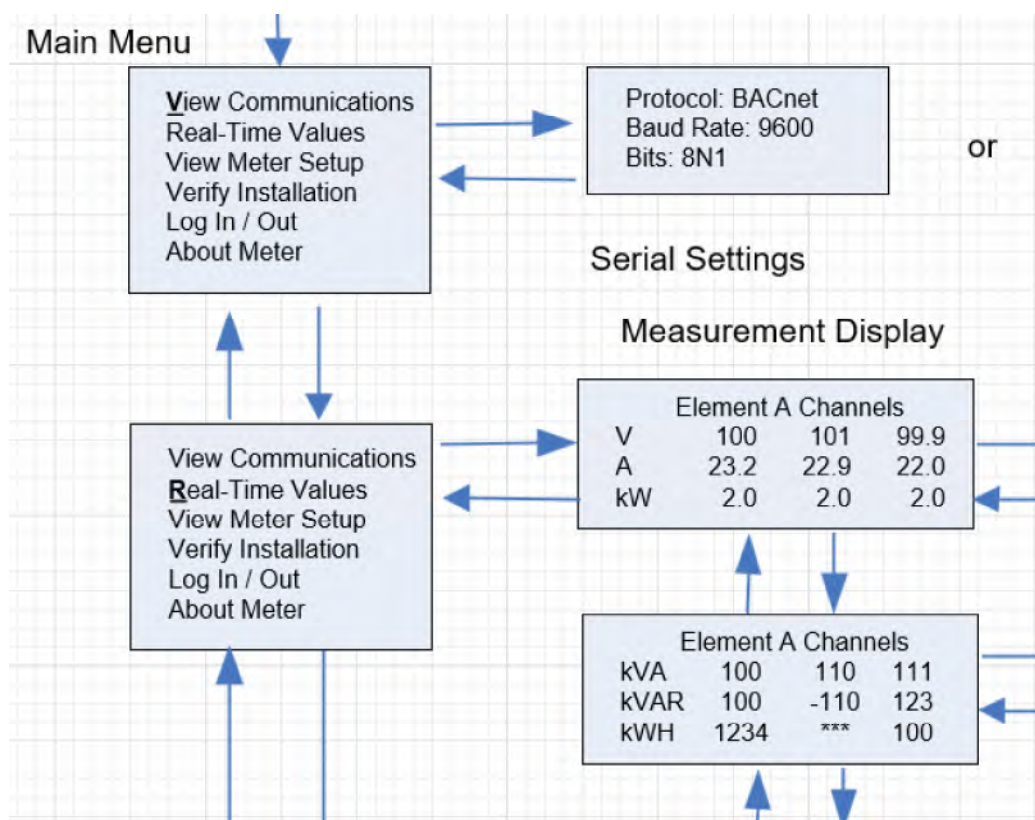 Main Menu
View Communications
Real-Time Values
View Meter Setup
Verify Installation
Log In / Out
About Meter
Protocol: BACnet
Baud Rate: 9600
Bits: 8N1
or
Serial Settings
Measurement Display
View Communications
Real-Time Values
View Meter Setup
Verify Installation
Log In / Out
About Meter
Element A Channels
V 100 101 99.9
A 23.2 22.9 22.0
kW 2.0 2.0 2.0
Element A Channels
kVA 100 110 111
kVAR 100 -110 123
kWH 1234 *** 100